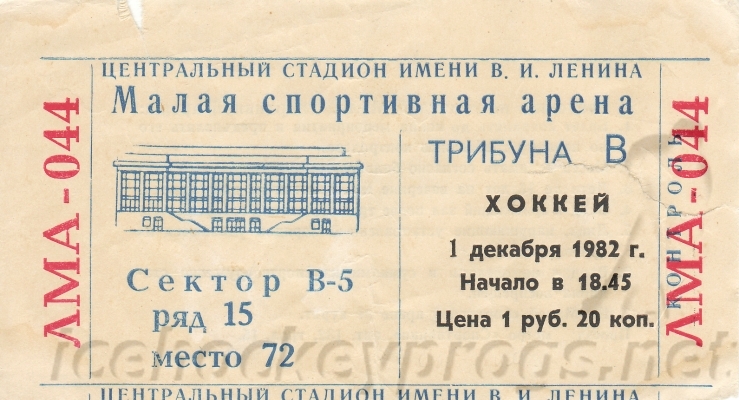 ЦЕНТРАЛЬНЫЙ СТАДИОН ИМЕНИ В. И. ЛЕНИНА
Малая спортивная арена
ЛМА-044
ТРИБУНА В
ХОККЕЙ
1 декабря 1982 г.
Начало в 18.45
Цена 1 руб. 20 коп.
Сектор В-5
ряд 15
место 72
КОНТРОЛЬ
ЛМА-044
icehockeyprogs.net
ЦЕНТРАЛЬНЫЙ СТАДИОН ИМЕНИ В. И. ЛЕНИНА